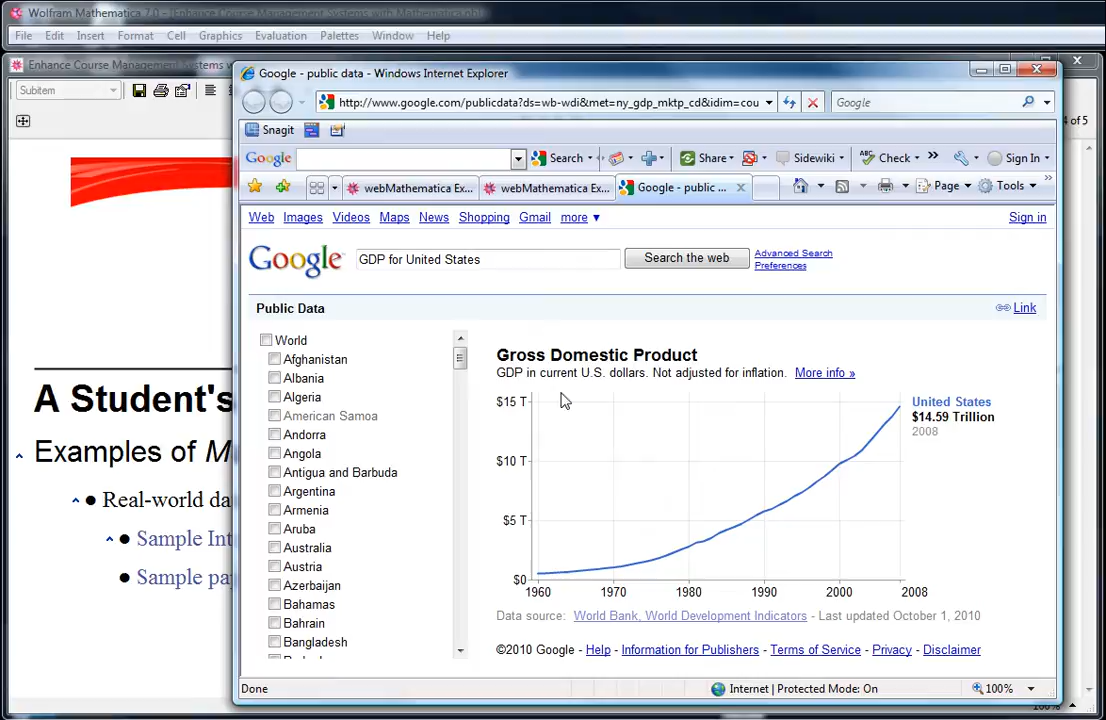 Wolfram Mathematica 7.0 - [Enhance Course Management Systems with Mathematica.nb]
File Edit Insert Format Cell Graphics Evaluation Palettes Window Help
Enhance Course Management Systems w
Subitem
4 of 5
A Student's
Examples of M
Real-world da
Sample Int
Sample pap
Google - public data - Windows Internet Explorer
http://www.google.com/publicdata?ds=wb-wdi&met=ny_gdp_mktp_cd&idim=cou
Google
Snagit
Google Search Share Sidewiki ABC Check » Sign In
webMathematica Ex... webMathematica Ex... Google - public ... Page Tools »
Web Images Videos Maps News Shopping Gmail more ▼ Sign in
Google GDP for United States Search the web Advanced Search
Preferences
Public Data Link
World
Afghanistan
Albania
Algeria
American Samoa
Andorra
Angola
Antigua and Barbuda
Argentina
Armenia
Aruba
Australia
Austria
Azerbaijan
Bahamas
Bahrain
Bangladesh
Gross Domestic Product
GDP in current U.S. dollars. Not adjusted for inflation. More info »
$15 T
$10 T
$5 T
$0
1960 1970 1980 1990 2000 2008
United States
$14.59 Trillion
2008
Data source: World Bank, World Development Indicators - Last updated October 1, 2010
©2010 Google - Help - Information for Publishers - Terms of Service - Privacy - Disclaimer
Done Internet | Protected Mode: On 100%
100%